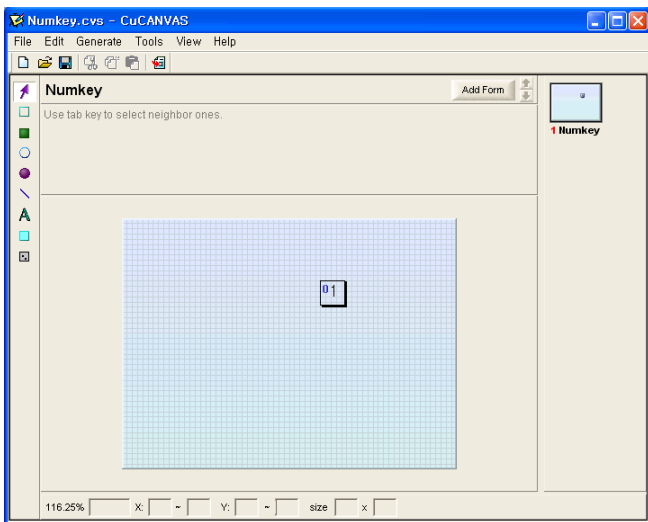 Numkey.cvs - CuCANVAS
File Edit Generate Tools View Help
Numkey
Add Form
Use tab key to select neighbor ones.
1 Numkey
A
0 1
116.25% X: ~ Y: ~ size x